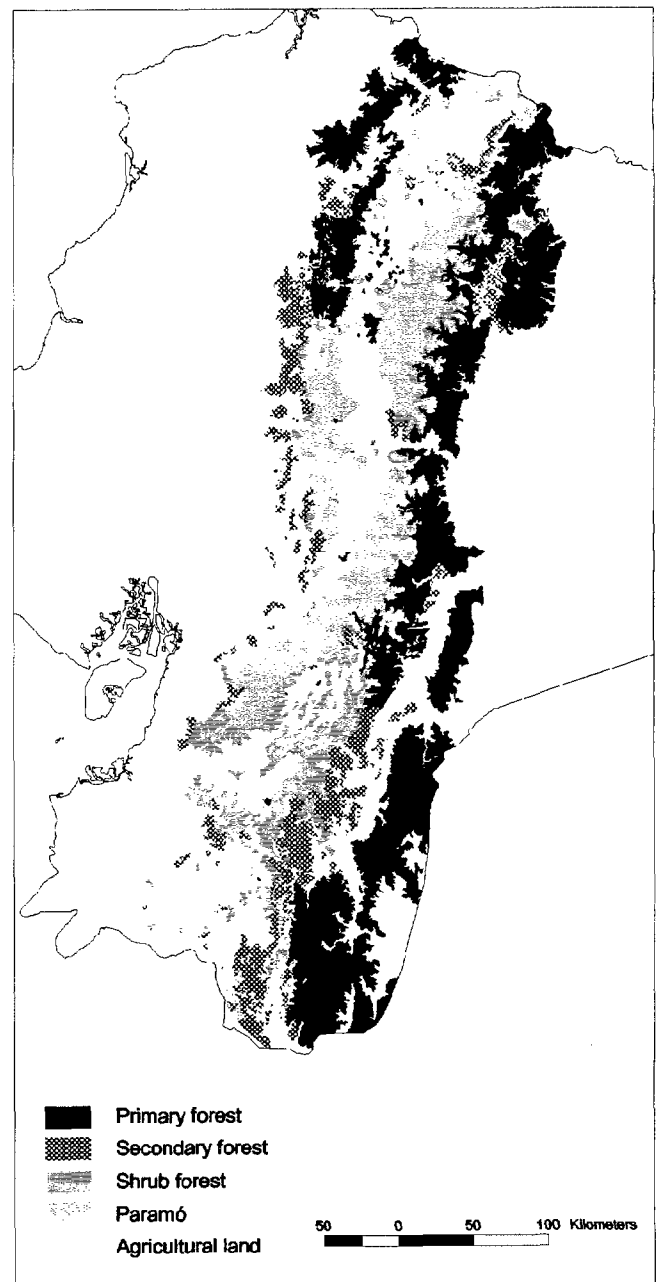 Primary forest
Secondary forest
Shrub forest
Paramó
Agricultural land
50 0 50 100 Kilometers